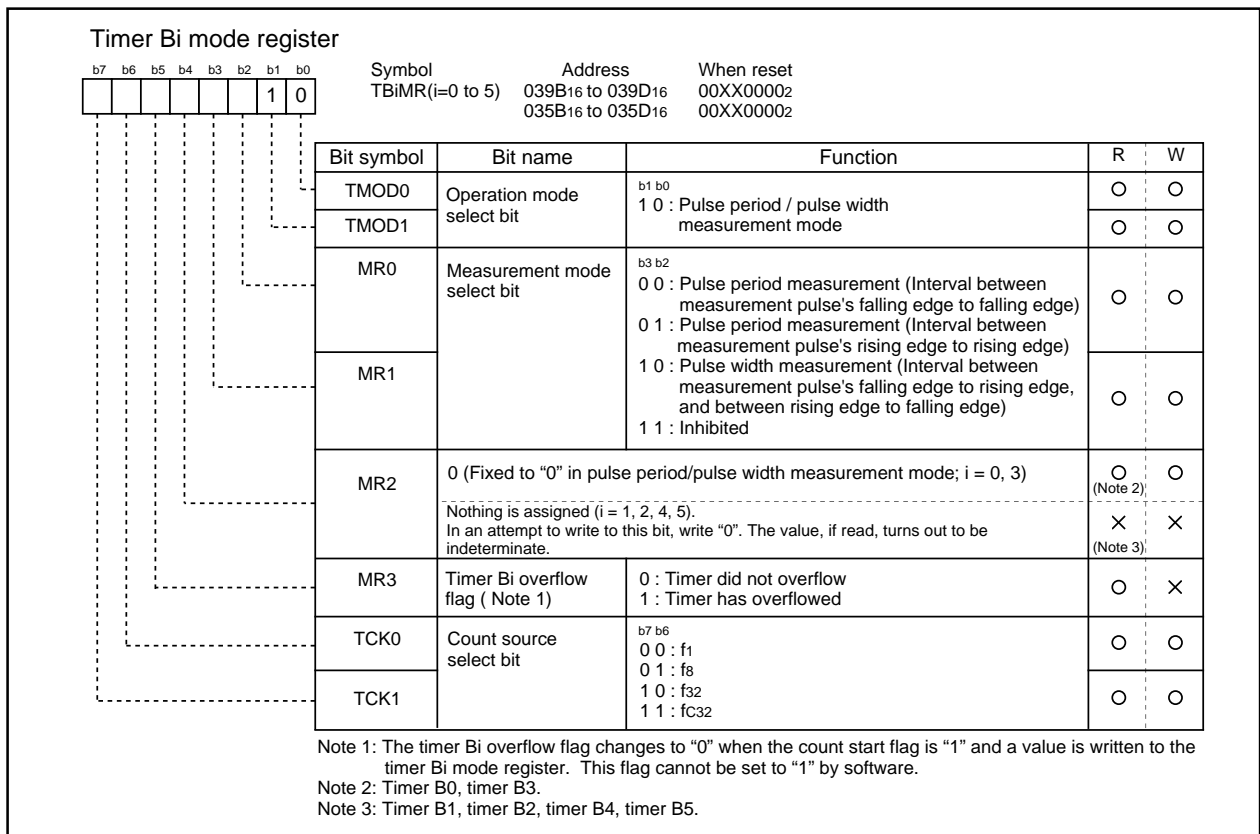 Timer Bi mode register
b7 b6 b5 b4 b3 b2 b1 b0
1 0
Symbol Address When reset
TBiMR(i=0 to 5) 039B16 to 039D16 00XX00002
035B16 to 035D16 00XX00002
Bit symbol Bit name Function R W
TMOD0
TMOD1
Operation mode
select bit
b1 b0
1 0 : Pulse period / pulse width
measurement mode
MR0
MR1
Measurement mode
select bit
b3 b2
0 0 : Pulse period measurement (Interval between
measurement pulse's falling edge to falling edge)
0 1 : Pulse period measurement (Interval between
measurement pulse's rising edge to rising edge)
1 0 : Pulse width measurement (Interval between
measurement pulse's falling edge to rising edge,
and between rising edge to falling edge)
1 1 : Inhibited
MR2
0 (Fixed to “0” in pulse period/pulse width measurement mode; i = 0, 3)
(Note 2)
Nothing is assigned (i = 1, 2, 4, 5).
In an attempt to write to this bit, write “0”. The value, if read, turns out to be
indeterminate.
(Note 3)
MR3
Timer Bi overflow
flag ( Note 1)
0 : Timer did not overflow
1 : Timer has overflowed
TCK0
TCK1
Count source
select bit
b7 b6
0 0 : f1
0 1 : f8
1 0 : f32
1 1 : fC32
Note 1: The timer Bi overflow flag changes to “0” when the count start flag is “1” and a value is written to the
timer Bi mode register. This flag cannot be set to “1” by software.
Note 2: Timer B0, timer B3.
Note 3: Timer B1, timer B2, timer B4, timer B5.